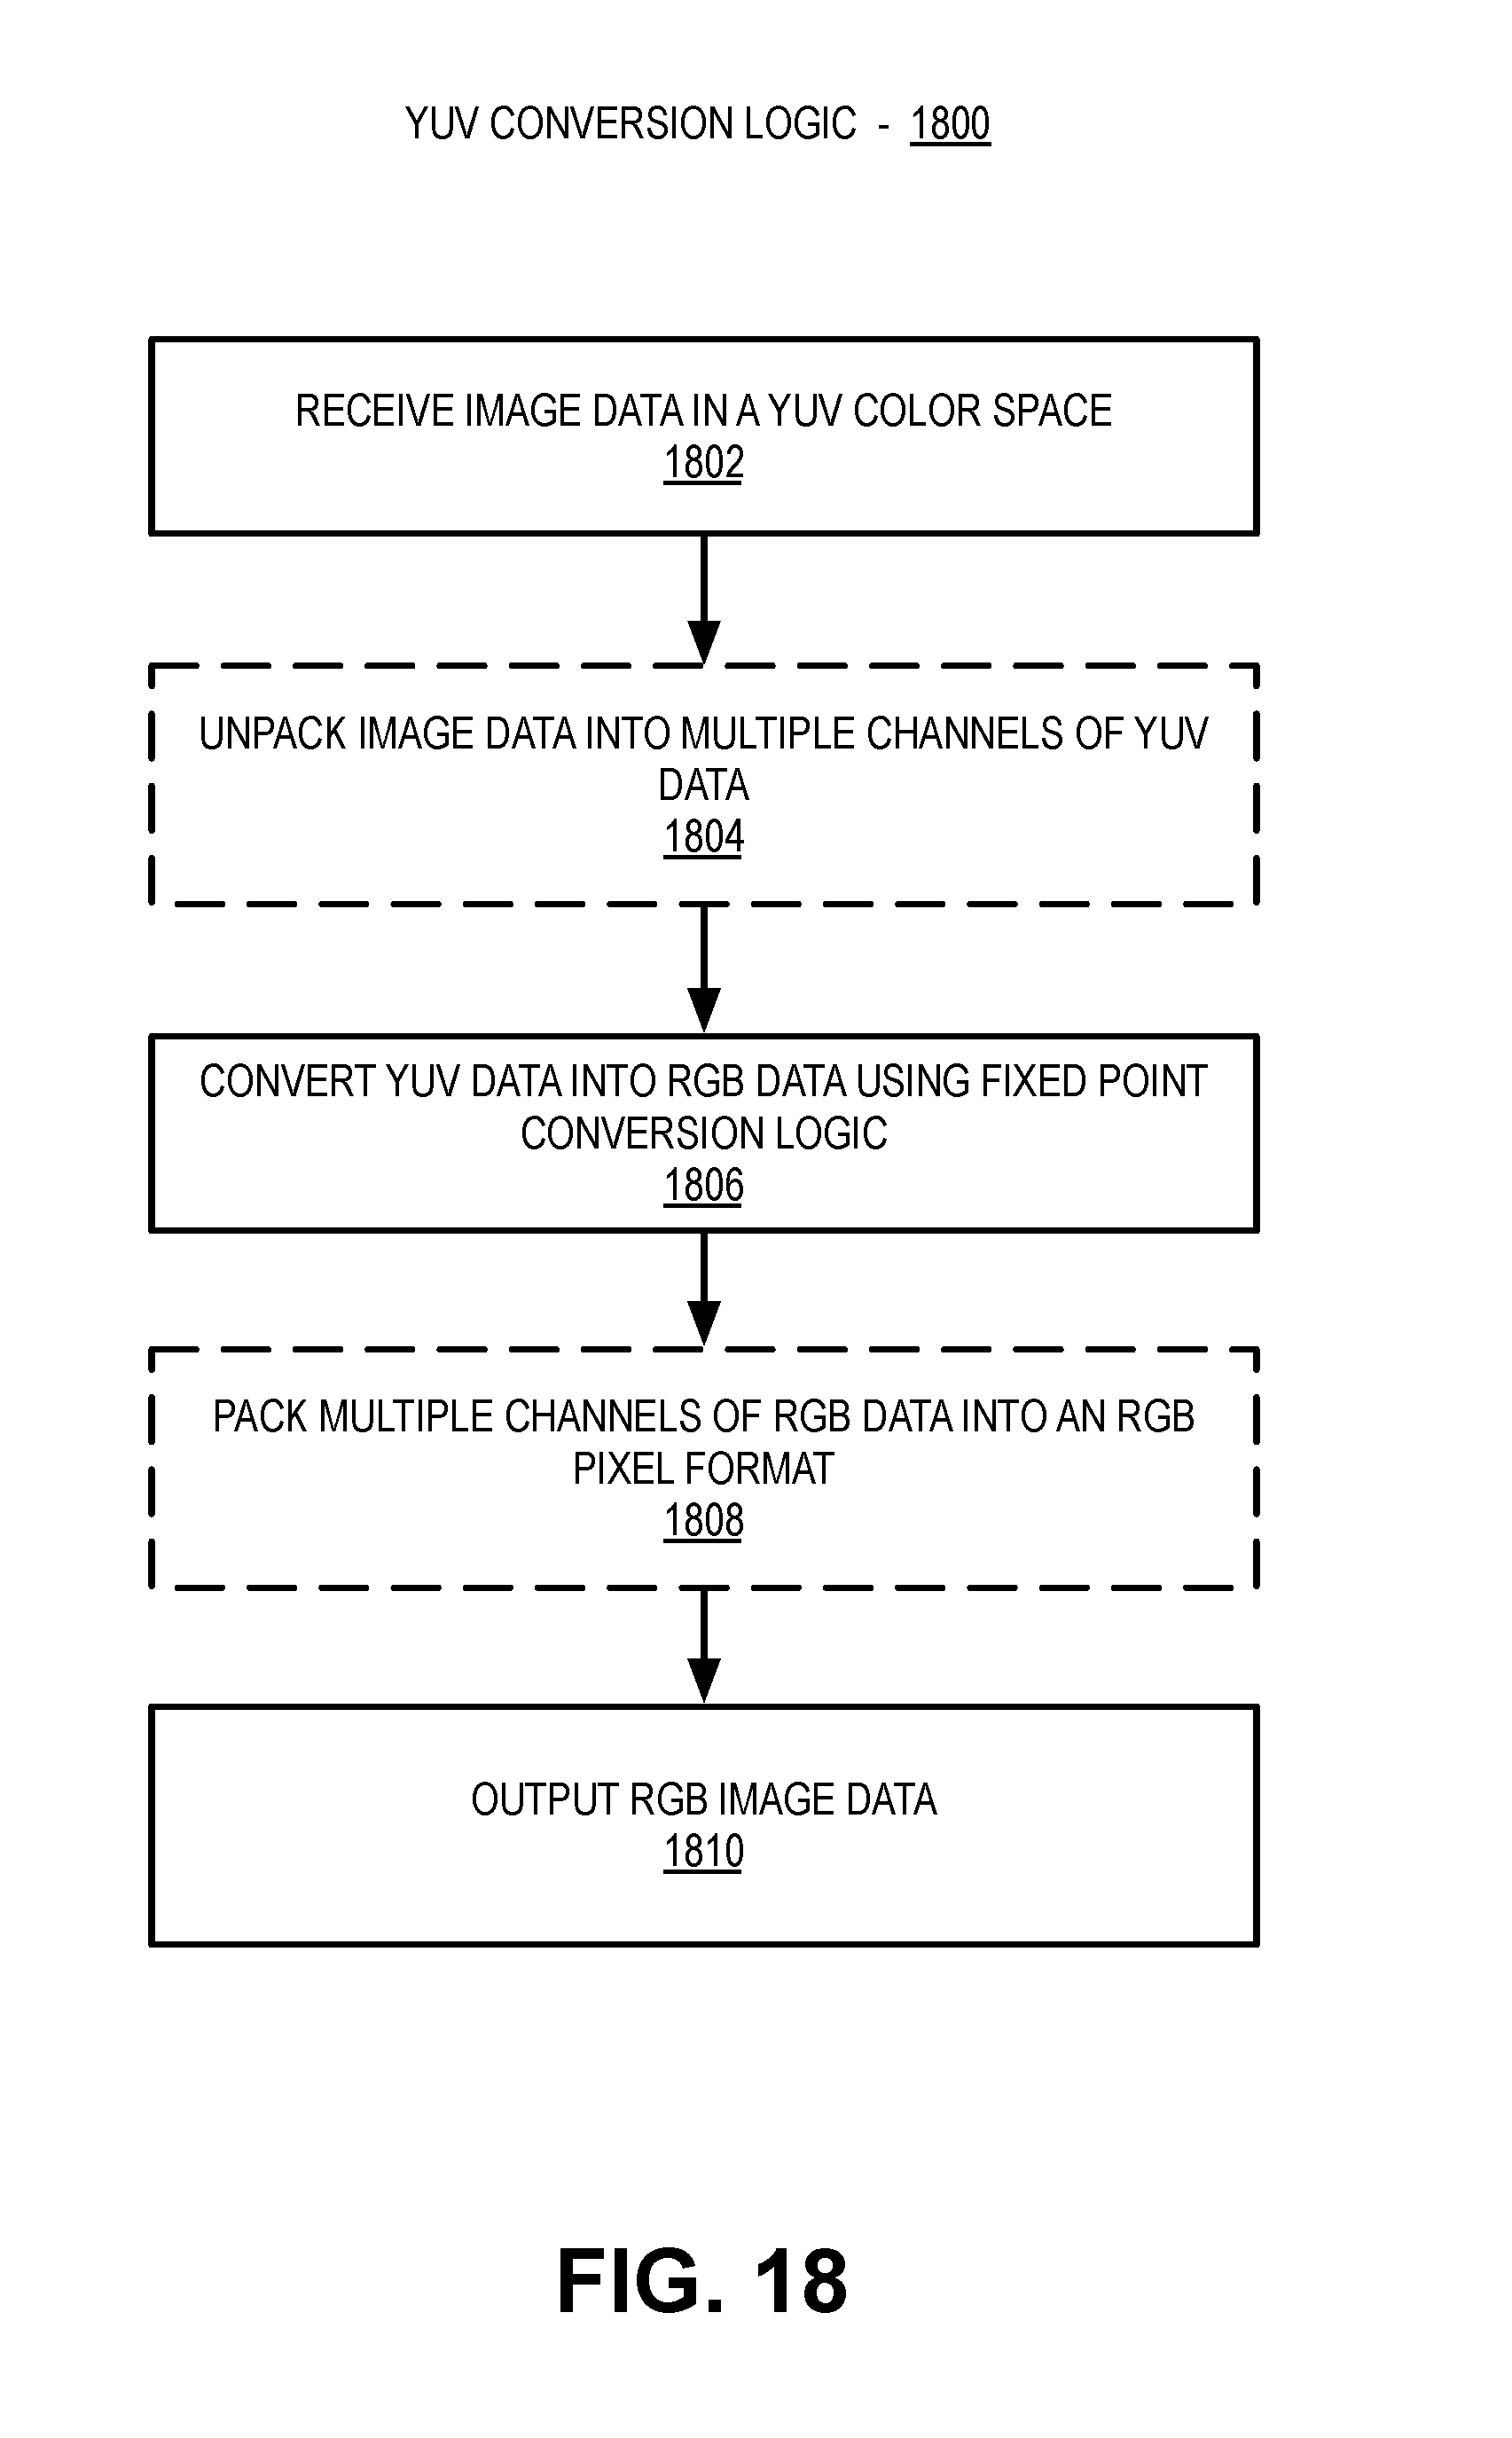 YUV CONVERSION LOGIC - 1800
RECEIVE IMAGE DATA IN A YUV COLOR SPACE
1802
UNPACK IMAGE DATA INTO MULTIPLE CHANNELS OF YUV
DATA
1804
CONVERT YUV DATA INTO RGB DATA USING FIXED POINT
CONVERSION LOGIC
1806
PACK MULTIPLE CHANNELS OF RGB DATA INTO AN RGB
PIXEL FORMAT
1808
OUTPUT RGB IMAGE DATA
1810
FIG. 18